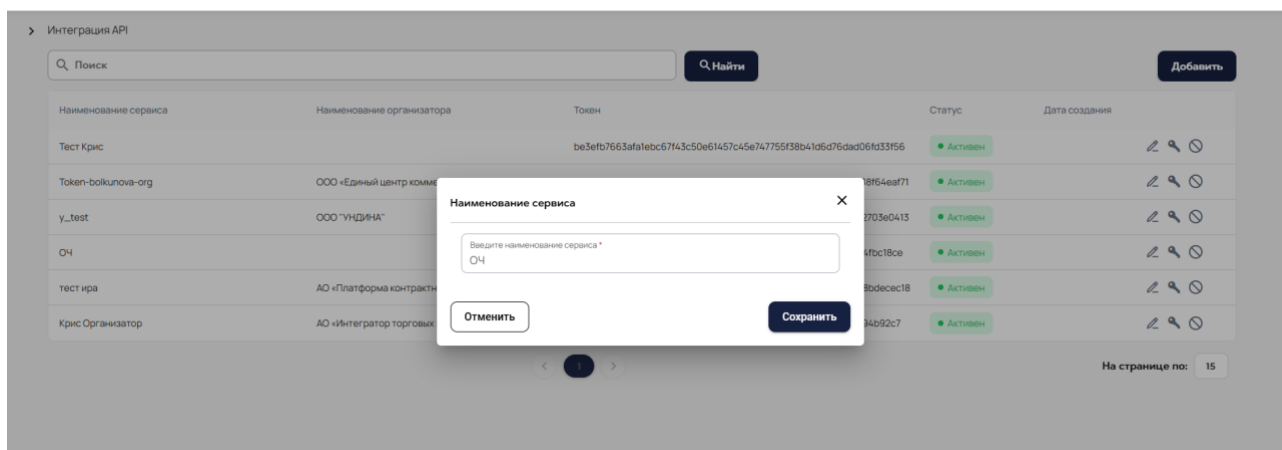 Интеграция API
Поиск
Найти
Добавить
Наименование сервиса Наименование организатора Токен Статус Дата создания
Тест Крис be3efb7663afa1ebc67f43c50e61457c45e747755f38b41d6d76dad06fd33f56 Активен
Token-bolkunova-org ООО «Единый центр комме 18f64eaf71 Активен
y_test ООО "УНДИНА" 2703e0413 Активен
ОЧ 4fbc18ce Активен
тест ира АО «Платформа контрактн 8bdecec18 Активен
Крис Организатор АО «Интегратор торговых 94b92c7 Активен
Наименование сервиса
Введите наименование сервиса *
ОЧ
Отменить
Сохранить
1
На странице по: 15